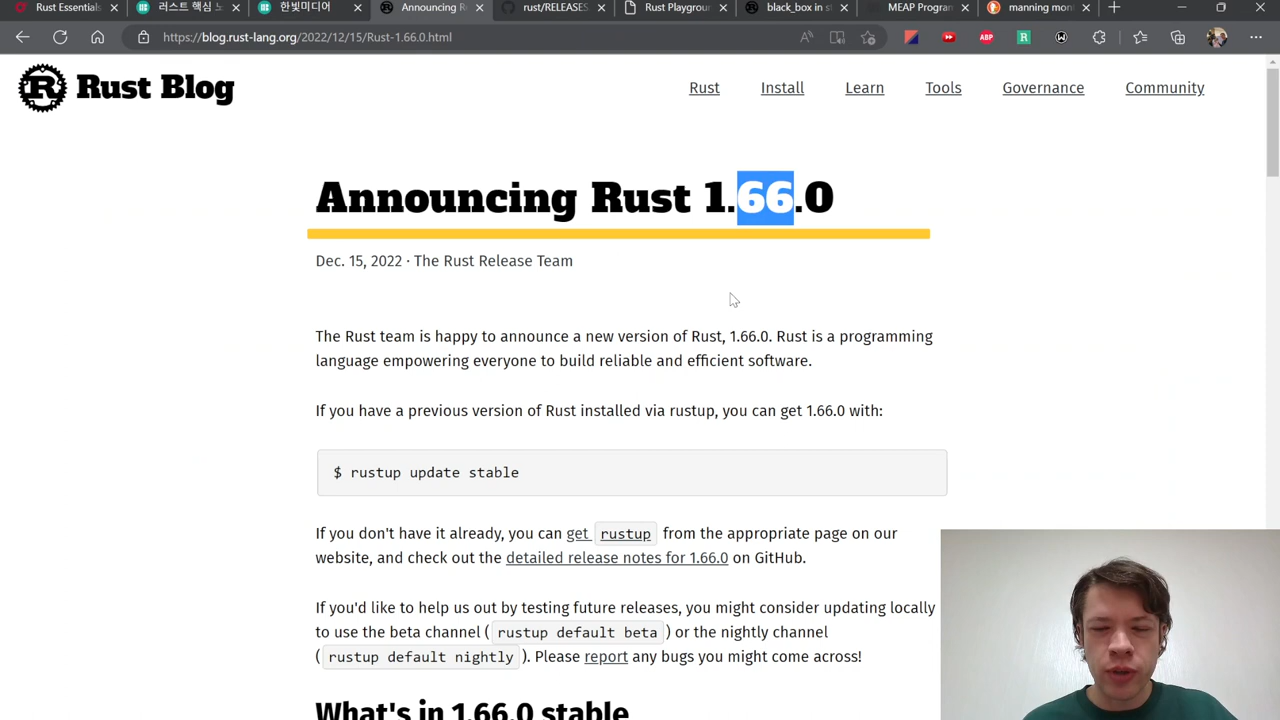 Rust Essentials
러스트 핵심 노
한빛미디어
Announcing R
rust/RELEASES.
Rust Playgroun
black_box in st
MEAP Program
manning mon
https://blog.rust-lang.org/2022/12/15/Rust-1.66.0.html
ABP
R
Rust Blog
Rust
Install
Learn
Tools
Governance
Community
Announcing Rust 1.66.0
Dec. 15, 2022 · The Rust Release Team
The Rust team is happy to announce a new version of Rust, 1.66.0. Rust is a programming
language empowering everyone to build reliable and efficient software.
If you have a previous version of Rust installed via rustup, you can get 1.66.0 with:
$ rustup update stable
If you don't have it already, you can get rustup from the appropriate page on our
website, and check out the detailed release notes for 1.66.0 on GitHub.
If you'd like to help us out by testing future releases, you might consider updating locally
to use the beta channel (rustup default beta) or the nightly channel
(rustup default nightly). Please report any bugs you might come across!
What's in 1.66.0 stable